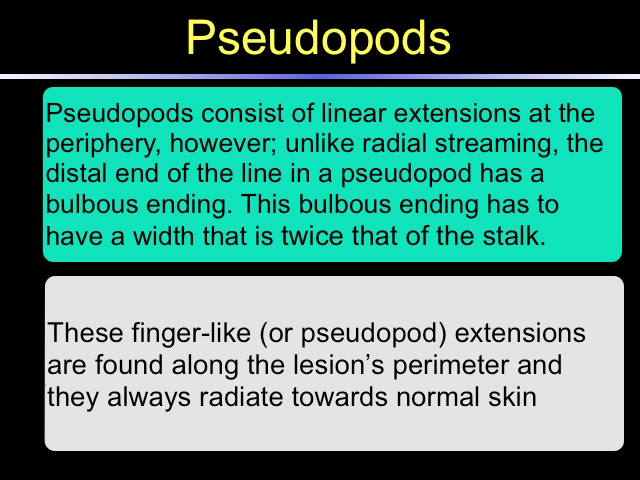 Pseudopods
Pseudopods consist of linear extensions at the
periphery, however; unlike radial streaming, the
distal end of the line in a pseudopod has a
bulbous ending. This bulbous ending has to
have a width that is twice that of the stalk.
These finger-like (or pseudopod) extensions
are found along the lesion’s perimeter and
they always radiate towards normal skin